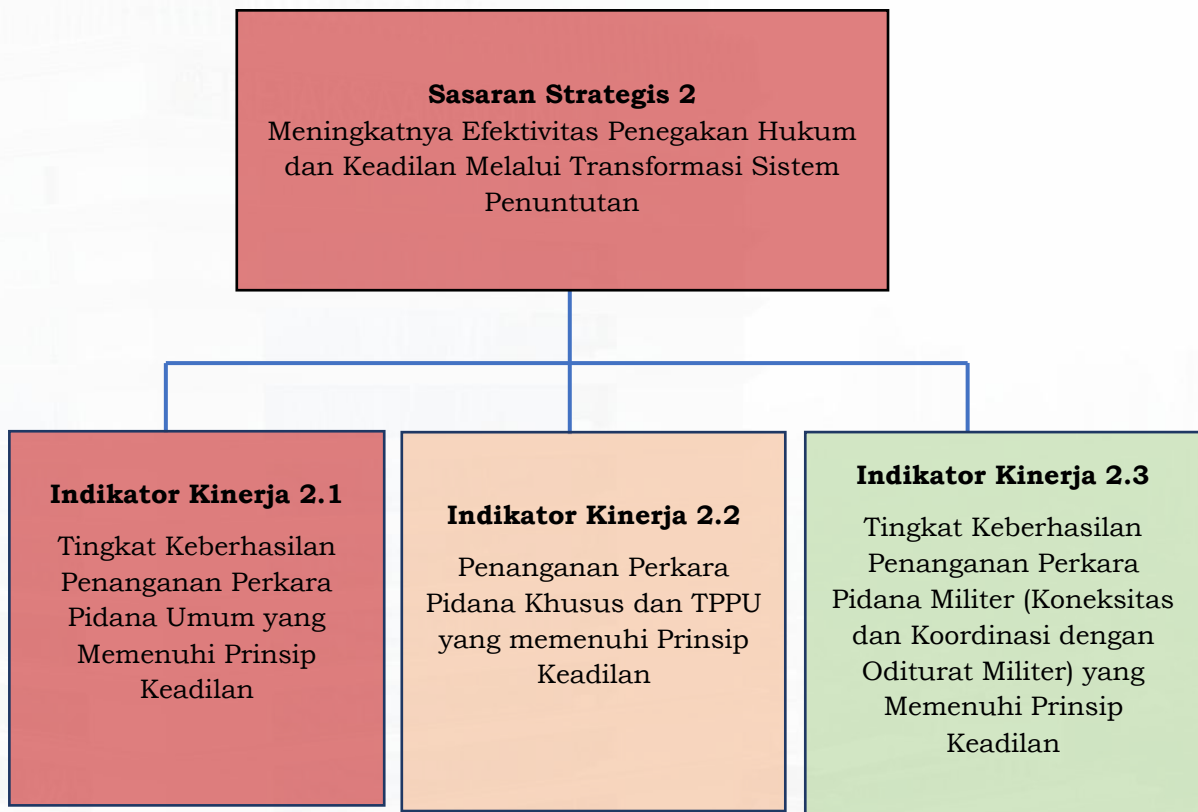 Sasaran Strategis 2
Meningkatnya Efektivitas Penegakan Hukum
dan Keadilan Melalui Transformasi Sistem
Penuntutan
Indikator Kinerja 2.1
Tingkat Keberhasilan
Penanganan Perkara
Pidana Umum yang
Memenuhi Prinsip
Keadilan
Indikator Kinerja 2.2
Penanganan Perkara
Pidana Khusus dan TPPU
yang memenuhi Prinsip
Keadilan
Indikator Kinerja 2.3
Tingkat Keberhasilan
Penanganan Perkara
Pidana Militer (Koneksitas
dan Koordinasi dengan
Oditurat Militer) yang
Memenuhi Prinsip
Keadilan